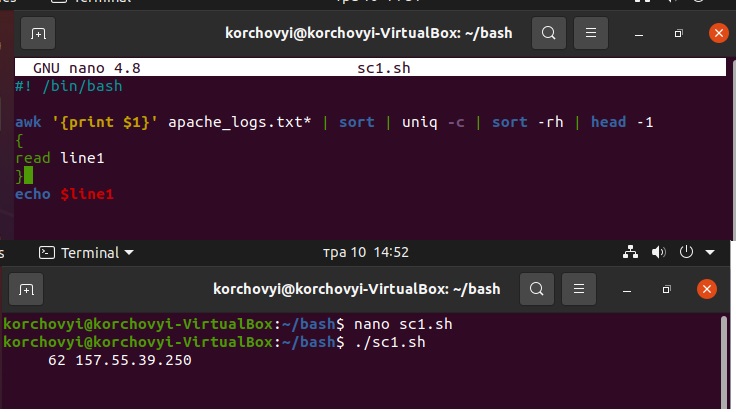 Terminal
korchovyi@korchovyi-VirtualBox: ~/bash
GNU nano 4.8 sc1.sh
#! /bin/bash
awk '{print $1}' apache_logs.txt* | sort | uniq -c | sort -rh | head -1
{
read line1
}
echo $line1
Terminal тра 10 14:52
korchovyi@korchovyi-VirtualBox: ~/bash
korchovyi@korchovyi-VirtualBox:~/bash$ nano sc1.sh
korchovyi@korchovyi-VirtualBox:~/bash$ ./sc1.sh
62 157.55.39.250